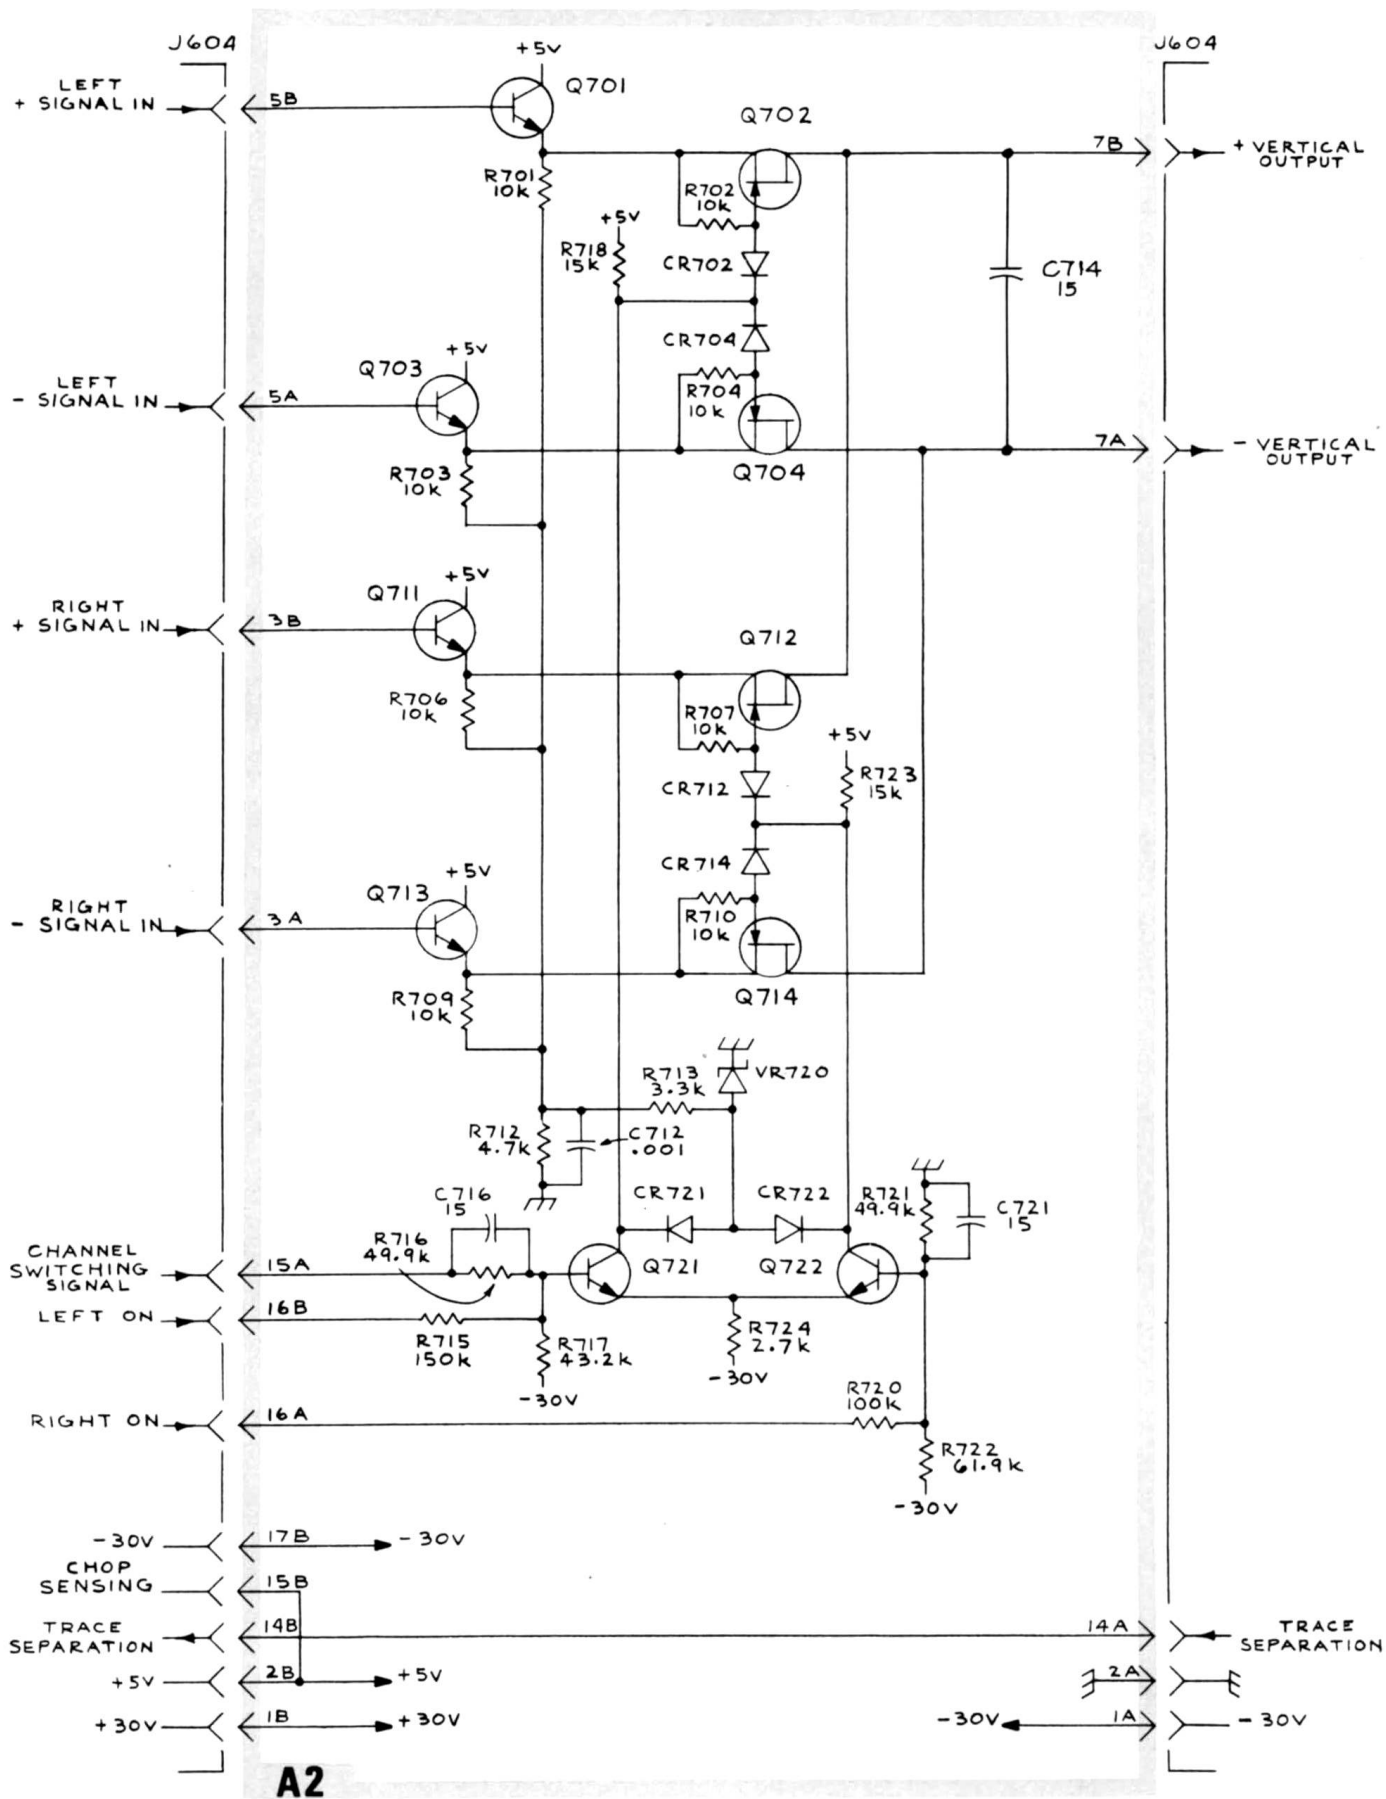 J604
J604
+5V
Q701
LEFT
+ SIGNAL IN
5B
Q702
7B
+ VERTICAL
OUTPUT
R701
10K
R702
10K
+5V
R718
15K
CR702
C714
15
CR704
+5V
Q703
LEFT
- SIGNAL IN
5A
R704
10K
7A
- VERTICAL
OUTPUT
Q704
R703
10K
+5V
Q711
RIGHT
+ SIGNAL IN
3B
Q712
R706
10K
R707
10K
+5V
R723
15K
CR712
CR714
+5V
Q713
RIGHT
- SIGNAL IN
3A
R710
10K
R709
10K
Q714
R713
3.3K
VR720
R712
4.7K
C712
.001
C716
15
CR721
CR722
R721
49.9K
C721
15
R716
49.9K
CHANNEL
SWITCHING
SIGNAL
15A
Q721
Q722
LEFT ON
16B
R715
150K
R717
43.2K
-30V
R724
2.7K
-30V
RIGHT ON
16A
R720
100K
R722
61.9K
-30V
-30V
17B
-30V
CHOP
SENSING
15B
TRACE
SEPARATION
14B
14A
TRACE
SEPARATION
+5V
2B
+5V
2A
+30V
1B
+30V
-30V
1A
-30V
A2